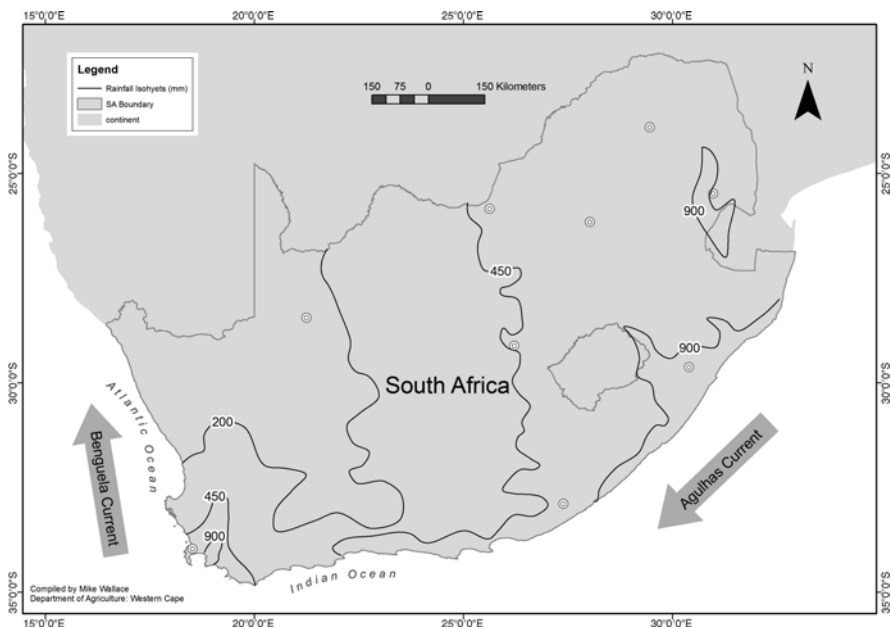 15°0'0"E 20°0'0"E 25°0'0"E 30°0'0"E
Legend
Rainfall Isohyets (mm)
SA Boundary
continent
150 75 0 150 Kilometers
N
25°0'0"S 25°0'0"S
900
450
900
South Africa
30°0'0"S 30°0'0"S
Atlantic Ocean
Benguela Current
200
Agulhas Current
450
900
Indian Ocean
Compiled by Mike Wallace
Department of Agriculture: Western Cape
35°0'0"S 35°0'0"S
15°0'0"E 20°0'0"E 25°0'0"E 30°0'0"E